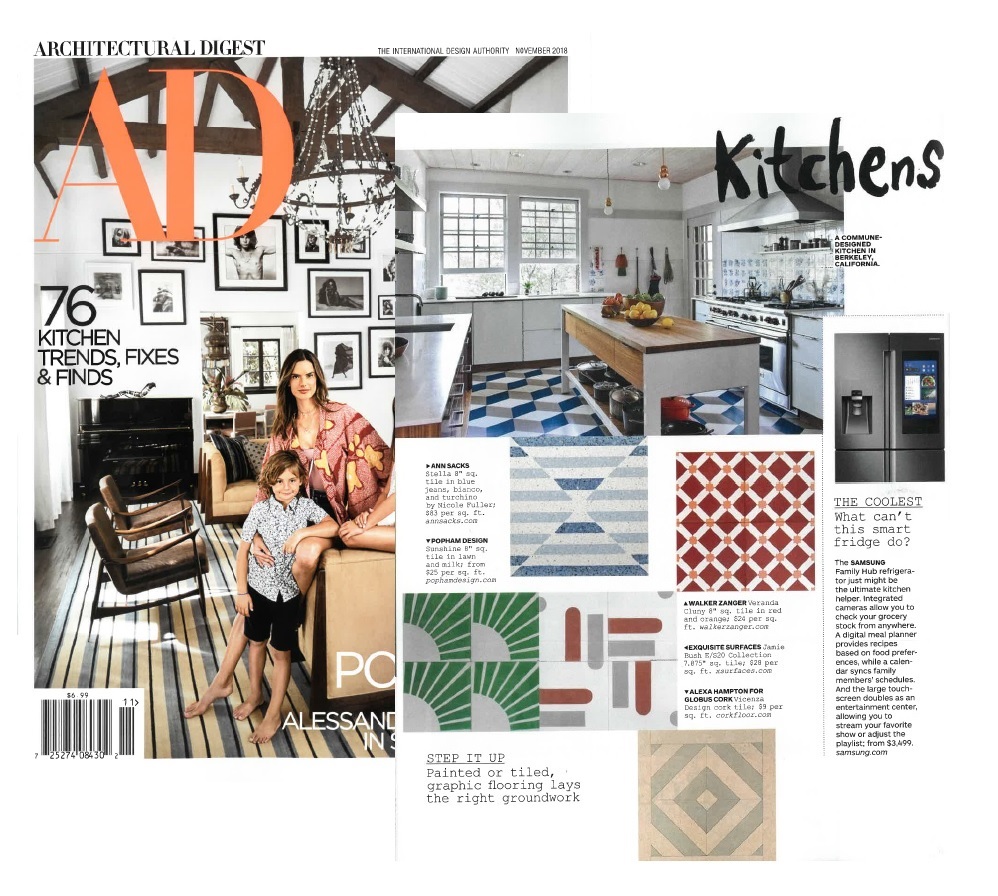 ARCHITECTURAL DIGEST
THE INTERNATIONAL DESIGN AUTHORITY NOVEMBER 2018
AD
76
KITCHEN
TRENDS, FIXES
& FINDS
PO
ALESSAND
IN S
$6.99
11>
7 25274 08430 2
Kitchens
A COMMUNE-
DESIGNED
KITCHEN IN
BERKELEY,
CALIFORNIA.
▶ANN SACKS
Stella 8" sq.
tile in blue
jeans, bianco,
and turchino
by Nicole Fuller;
$83 per sq. ft.
annsacks.com
▼POPHAM DESIGN
Sunshine 8" sq.
tile in lawn
and milk; from
$25 per sq. ft.
pophamdesign.com
▲WALKER ZANGER Veranda
Cluny 8" sq. tile in red
and orange; $24 per sq.
ft. walkerzanger.com
◀EXQUISITE SURFACES Jamie
Bush E/S20 Collection
7.875" sq. tile; $28 per
sq. ft. xsurfaces.com
▼ALEXA HAMPTON FOR
GLOBUS CORK Vicenza
Design cork tile; $9 per
sq. ft. corkfloor.com
STEP IT UP
Painted or tiled,
graphic flooring lays
the right groundwork
THE COOLEST
What can't
this smart
fridge do?
The SAMSUNG
Family Hub refrigera-
tor just might be
the ultimate kitchen
helper. Integrated
cameras allow you to
check your grocery
stock from anywhere.
A digital meal planner
provides recipes
based on food prefer-
ences, while a calen-
dar syncs family
members' schedules.
And the large touch-
screen doubles as an
entertainment center,
allowing you to
stream your favorite
show or adjust the
playlist; from $3,499.
samsung.com